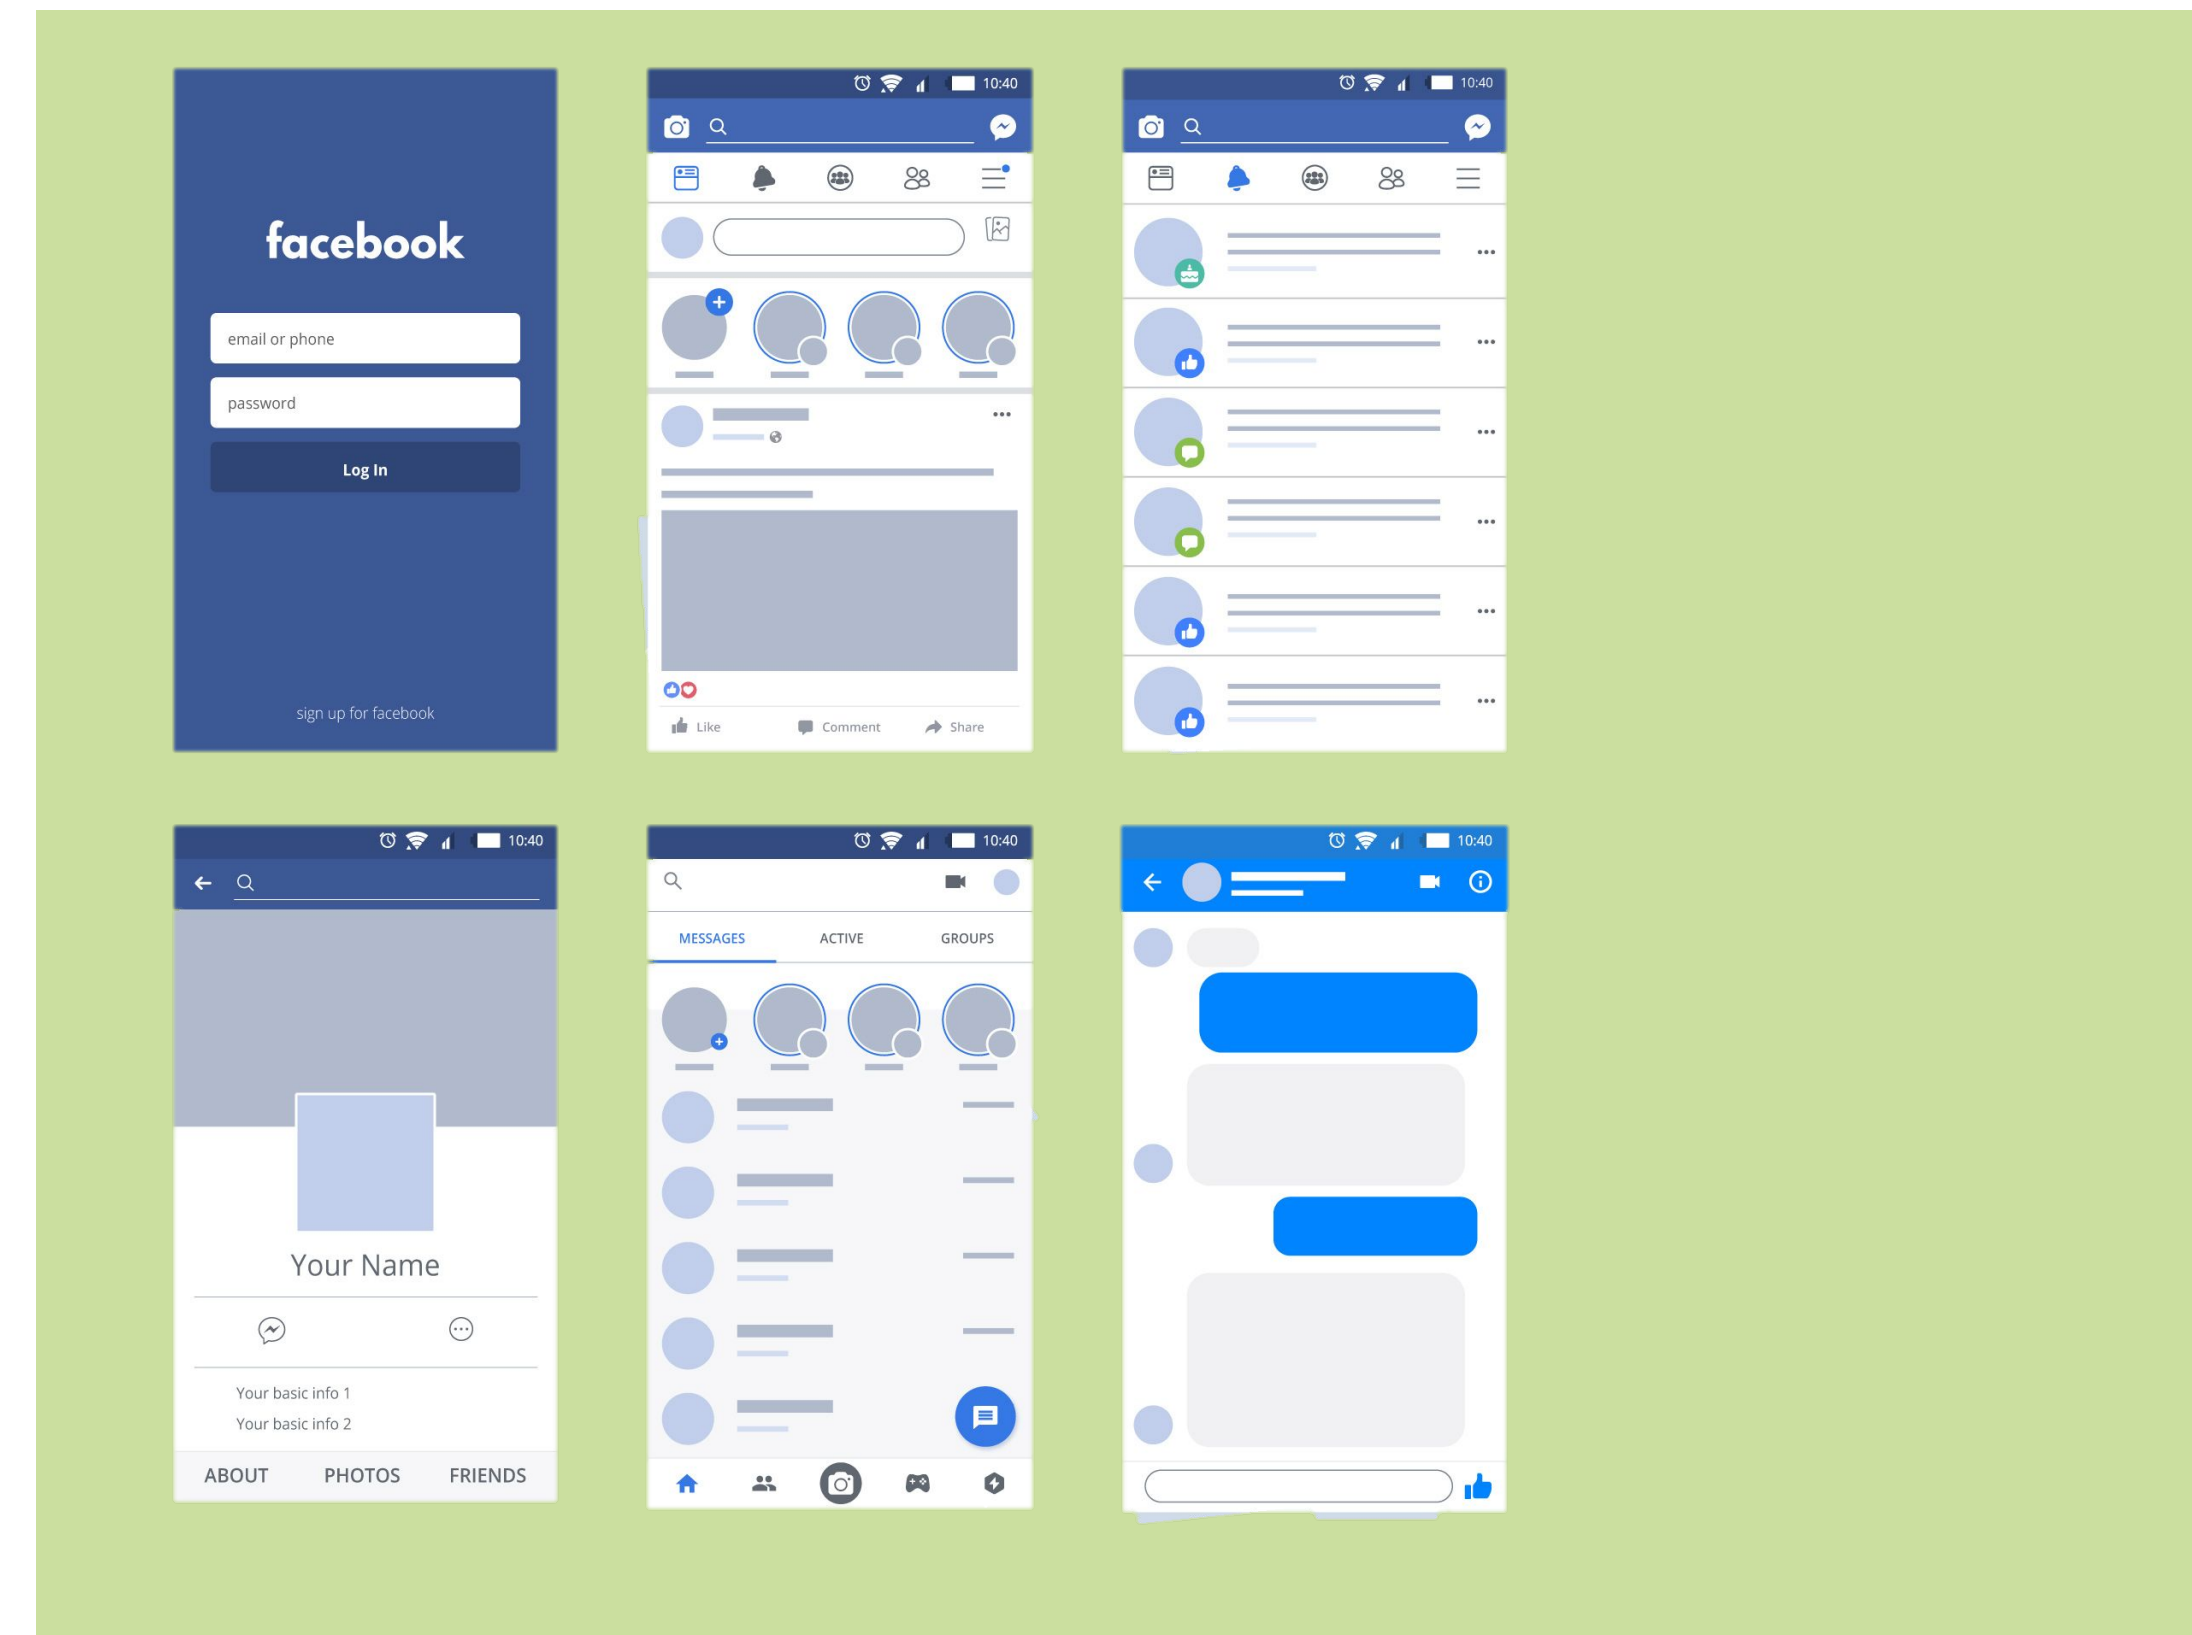 facebook
email or phone
password
Log In
sign up for facebook
10:40
Like Comment Share
10:40
10:40
Your Name
Your basic info 1
Your basic info 2
ABOUT PHOTOS FRIENDS
10:40
MESSAGES ACTIVE GROUPS
10:40